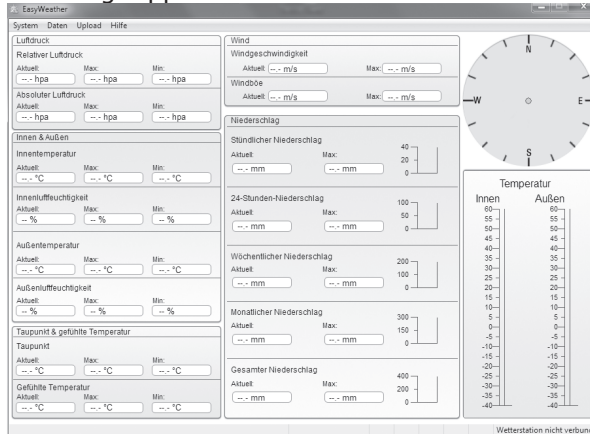 EasyWeather
System Daten Upload Hilfe
Luftdruck
Relativer Luftdruck
Aktuell: Max: Min:
--.- hpa --.- hpa --.- hpa
Absoluter Luftdruck
Aktuell: Max: Min:
--.- hpa --.- hpa --.- hpa
Innen & Außen
Innentemperatur
Aktuell: Max: Min:
--.- °C --.- °C --.- °C
Innenluftfeuchtigkeit
Aktuell: Max: Min:
-- % -- % -- %
Außentemperatur
Aktuell: Max: Min:
--.- °C --.- °C --.- °C
Außenluftfeuchtigkeit
Aktuell: Max: Min:
-- % -- % -- %
Taupunkt & gefühlte Temperatur
Taupunkt
Aktuell: Max: Min:
--.- °C --.- °C --.- °C
Gefühlte Temperatur
Aktuell: Max: Min:
--.- °C --.- °C --.- °C
Wind
Windgeschwindigkeit
Aktuell: --.- m/s Max: --.- m/s
Windböe
Aktuell: --.- m/s Max: --.- m/s
Niederschlag
Stündlicher Niederschlag
Aktuell: Max:
--.- mm --.- mm
40
20
0
24-Stunden-Niederschlag
Aktuell: Max:
--.- mm --.- mm
100
50
0
Wöchentlicher Niederschlag
Aktuell: Max:
--.- mm --.- mm
200
100
0
Monatlicher Niederschlag
Aktuell: Max:
--.- mm --.- mm
300
150
0
Gesamter Niederschlag
Aktuell: Max:
--.- mm --.- mm
400
200
0
N
W E
S
Temperatur
Innen Außen
60 60
55 55
50 50
45 45
40 40
35 35
30 30
25 25
20 20
15 15
10 10
5 5
0 0
-5 -5
-10 -10
-15 -15
-20 -20
-25 -25
-30 -30
-35 -35
-40 -40
Wetterstation nicht verbun